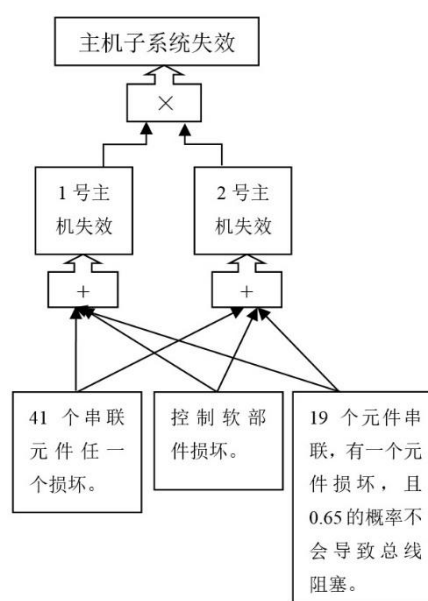 主机子系统失效
×
1 号主
机失效
2 号主
机失效
+
+
41 个串联
元件任一
个损坏。
控制软部
件损坏。
19 个元件串
联，有一个元
件损坏，且
0.65 的概率不
会导致总线
阻塞。